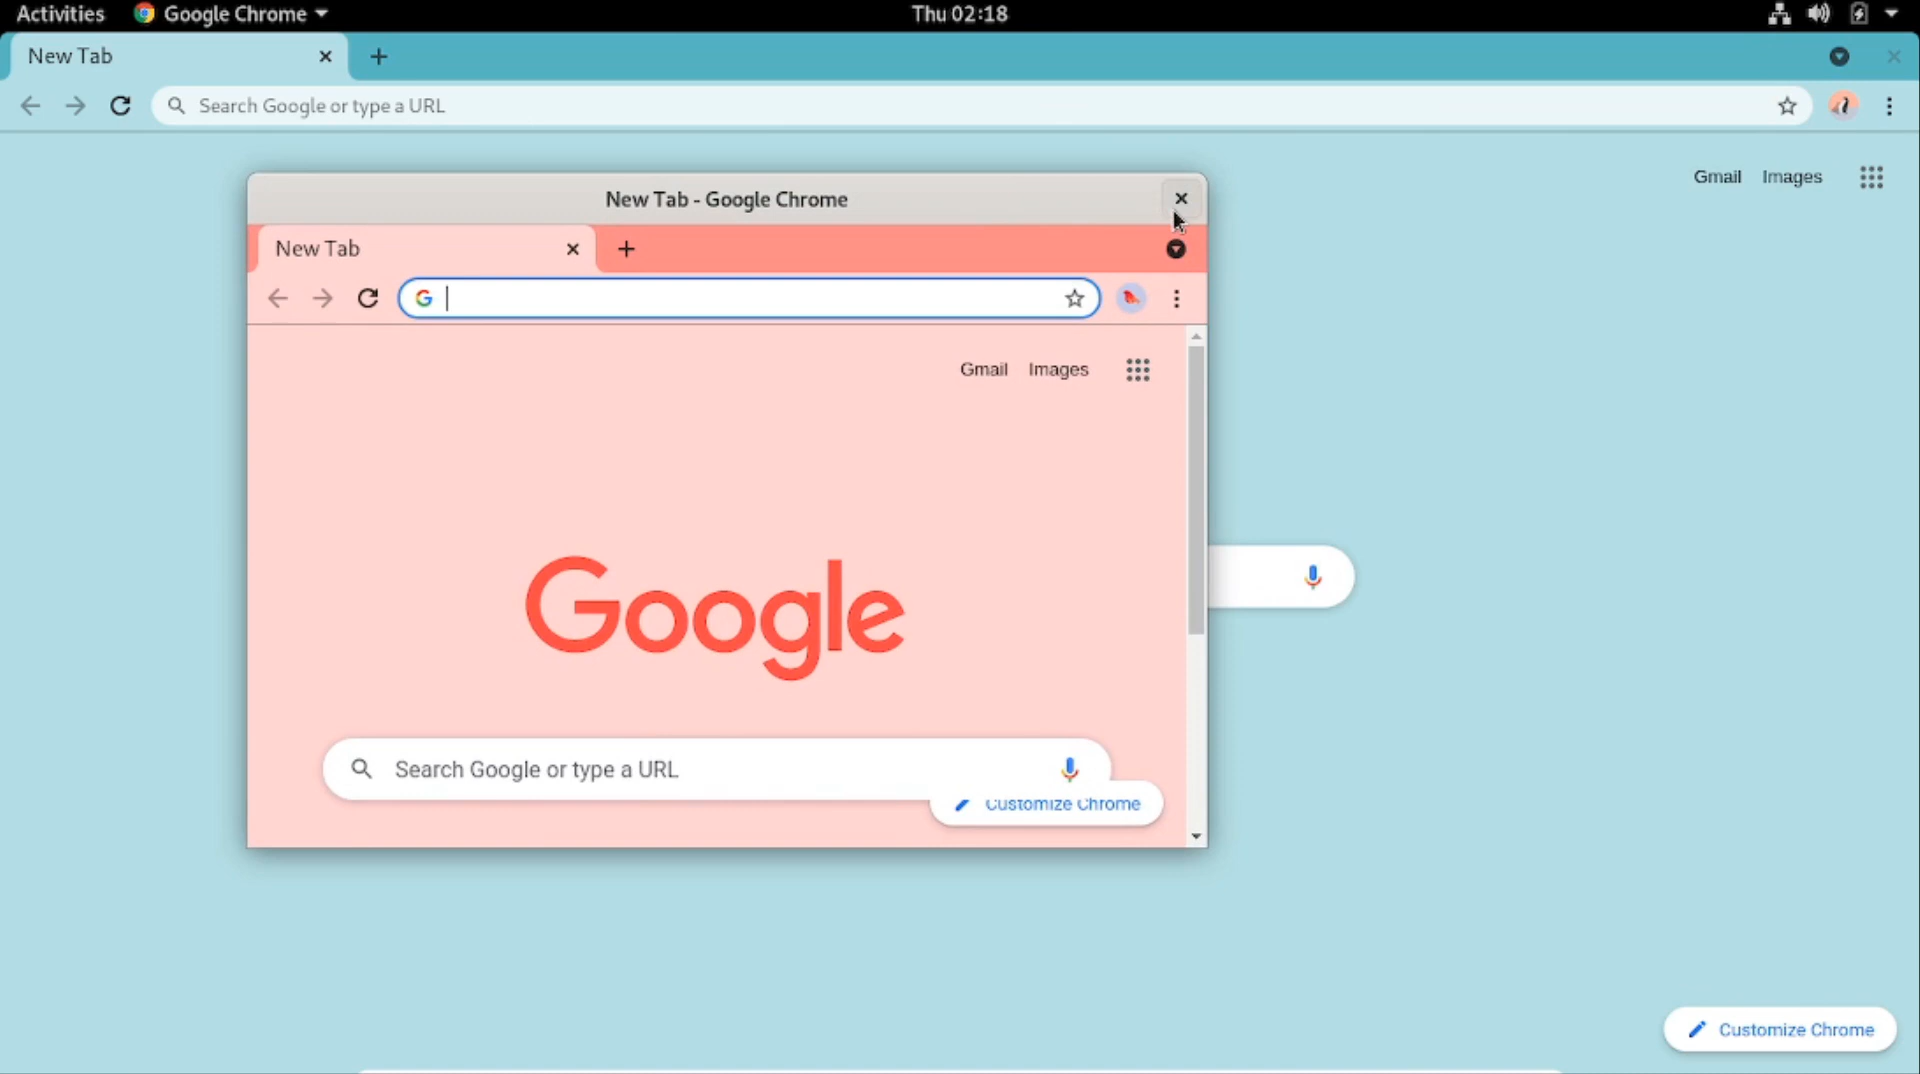 Activities Google Chrome Thu 02:18
New Tab
Search Google or type a URL
Gmail Images
New Tab - Google Chrome
New Tab
G
Gmail Images
Google
Search Google or type a URL
Customize Chrome
Customize Chrome